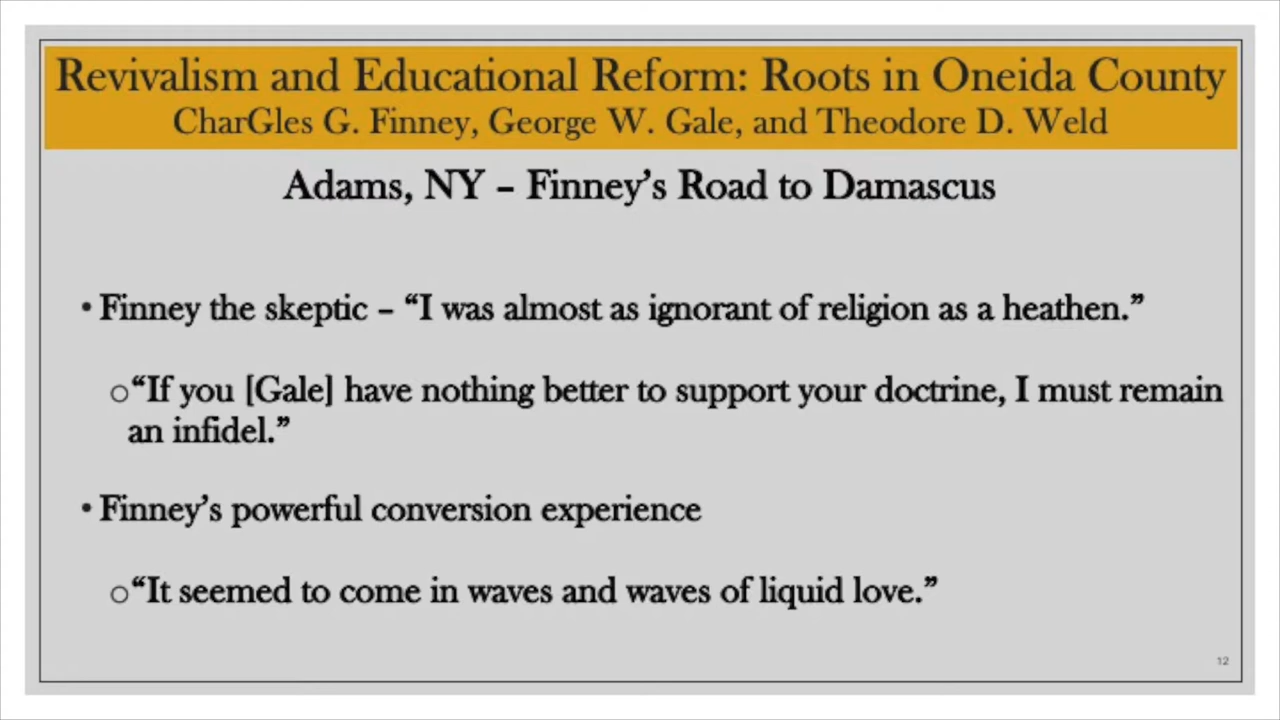 Revivalism and Educational Reform: Roots in Oneida County
CharGles G. Finney, George W. Gale, and Theodore D. Weld
Adams, NY – Finney’s Road to Damascus
• Finney the skeptic – “I was almost as ignorant of religion as a heathen.”
o“If you [Gale] have nothing better to support your doctrine, I must remain
an infidel.”
• Finney’s powerful conversion experience
o“It seemed to come in waves and waves of liquid love.”
12